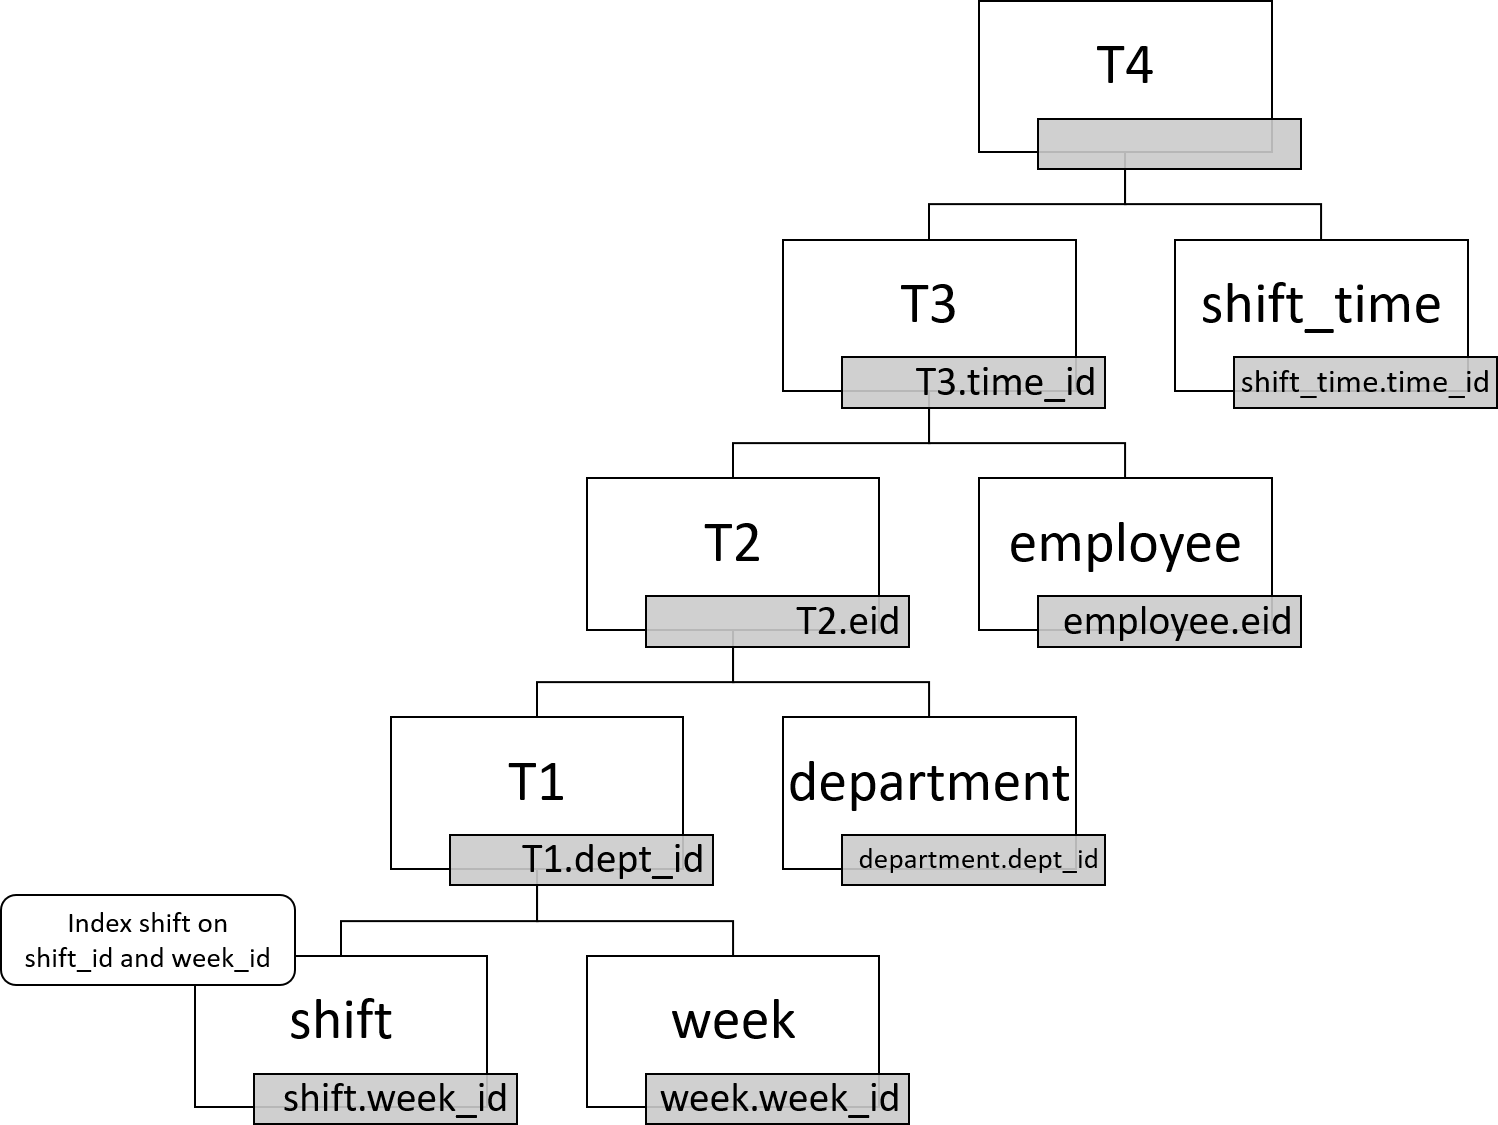 T4
T3
T3.time_id
shift_time
shift_time.time_id
T2
T2.eid
employee
employee.eid
T1
T1.dept_id
department
department.dept_id
Index shift on
shift_id and week_id
shift
shift.week_id
week
week.week_id